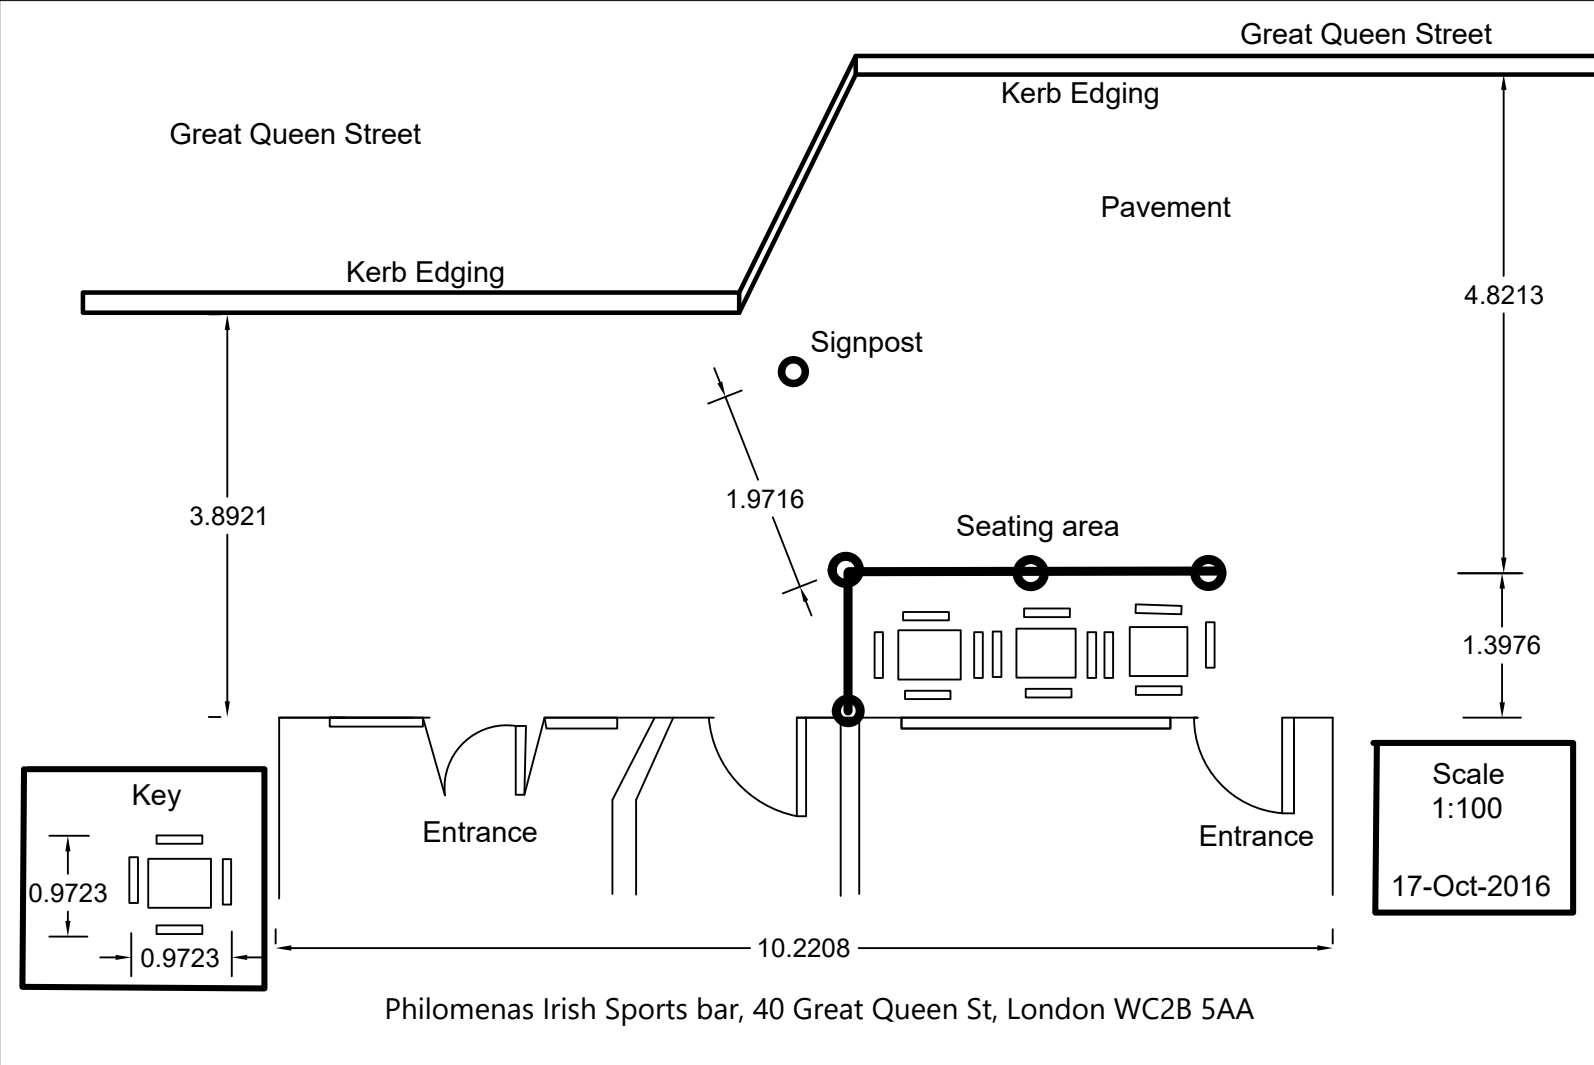 Great Queen Street
Kerb Edging
Great Queen Street
Pavement
Kerb Edging
4.8213
Signpost
1.9716
3.8921
Seating area
1.3976
Scale
1:100
17-Oct-2016
Key
0.9723
0.9723
Entrance
Entrance
10.2208
Philomenas Irish Sports bar, 40 Great Queen St, London WC2B 5AA